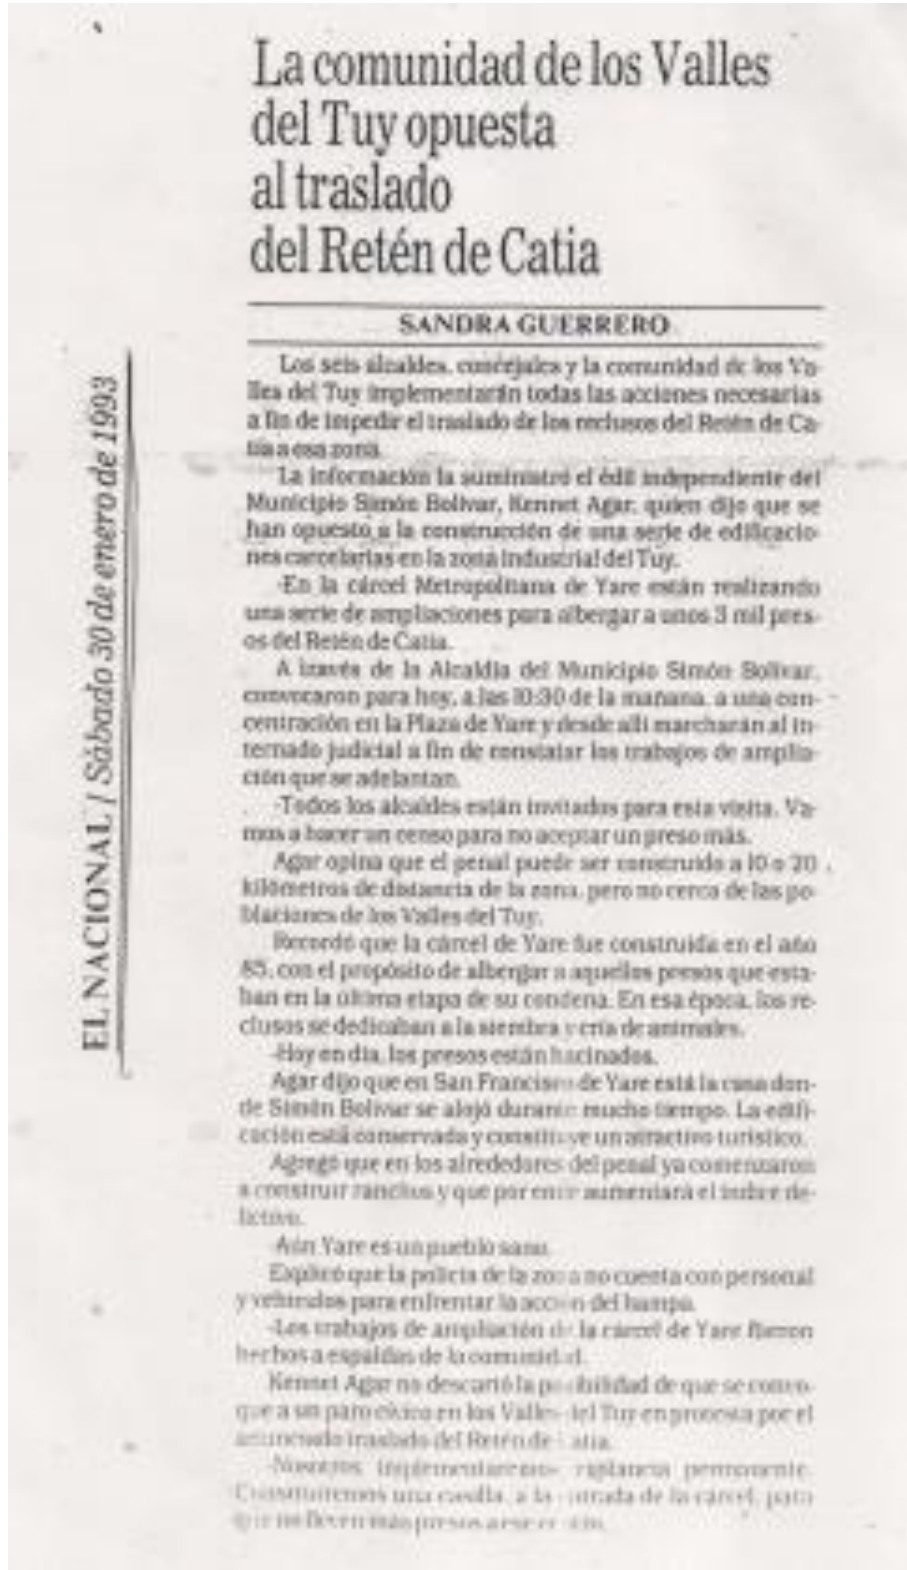 La comunidad de los Valles
del Tuy opuesta
al traslado
del Retén de Catia
SANDRA GUERRERO
EL NACIONAL / Sábado 30 de enero de 1993
Los seis alcaldes, concejales y la comunidad de los Va-
lles del Tuy implementarán todas las acciones necesarias
a fin de impedir el traslado de los reclusos del Retén de Ca-
tia a esa zona.
La información la suministró el édil independiente del
Municipio Simón Bolívar, Kennet Agar, quien dijo que se
han opuesto a la construcción de una serie de edificacio-
nes carcelarias en la zona industrial del Tuy.
-En la cárcel Metropolitana de Yare están realizando
una serie de ampliaciones para albergar a unos 3 mil pres-
os del Retén de Catia.
A través de la Alcaldía del Municipio Simón Bolívar,
convocaron para hoy, a las 10:30 de la mañana, a una con-
centración en la Plaza de Yare y desde allí marcharán al in-
ternado judicial a fin de constatar los trabajos de amplia-
ción que se adelantan.
-Todos los alcaldes están invitados para esta visita. Va-
mos a hacer un censo para no aceptar un preso más.
Agar opina que el penal puede ser construido a 10 o 20
kilómetros de distancia de la zona, pero no cerca de las po-
blaciones de los Valles del Tuy.
Recordó que la cárcel de Yare fue construida en el año
85, con el propósito de albergar a aquellos presos que esta-
ban en la última etapa de su condena. En esa época, los re-
clusos se dedicaban a la siembra y cría de animales.
-Hoy en día, los presos están hacinados.
Agar dijo que en San Francisco de Yare está la casa don-
de Simón Bolívar se alojó durante mucho tiempo. La edifi-
cación está conservada y constituye un atractivo turístico.
Agregó que en los alrededores del penal ya comenzaron
a construir ranchos y que por ende aumentará el índice de-
lictivo.
-Aún Yare es un pueblo sano.
Explicó que la policía de la zona no cuenta con personal
y vehículos para enfrentar la acción del hampa.
-Los trabajos de ampliación de la cárcel de Yare fueron
hechos a espaldas de la comunidad.
Kennet Agar no descartó la posibilidad de que se convo-
que a un paro cívico en los Valles del Tuy en protesta por el
anunciado traslado del Retén de Catia.
-Nosotros implementaremos vigilancia permanente.
Construiremos una casilla, a la entrada de la cárcel, para
que no lleven más presos a ese